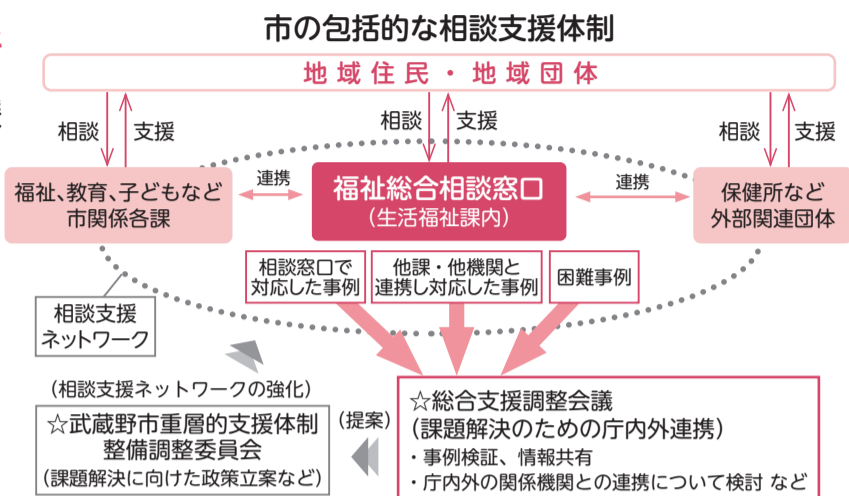 市の包括的な相談支援体制
地域住民・地域団体
相談
支援
相談
支援
相談
支援
福祉、教育、子どもなど
市関係各課
連携
福祉総合相談窓口
（生活福祉課内）
連携
保健所など
外部関連団体
相談窓口で
対応した事例
他課・他機関と
連携し対応した事例
困難事例
相談支援
ネットワーク
（相談支援ネットワークの強化）
☆武蔵野市重層的支援体制
整備調整委員会
（課題解決に向けた政策立案など）
（提案）
☆総合支援調整会議
（課題解決のための庁内外連携）
・事例検証、情報共有
・庁内外の関係機関との連携について検討 など